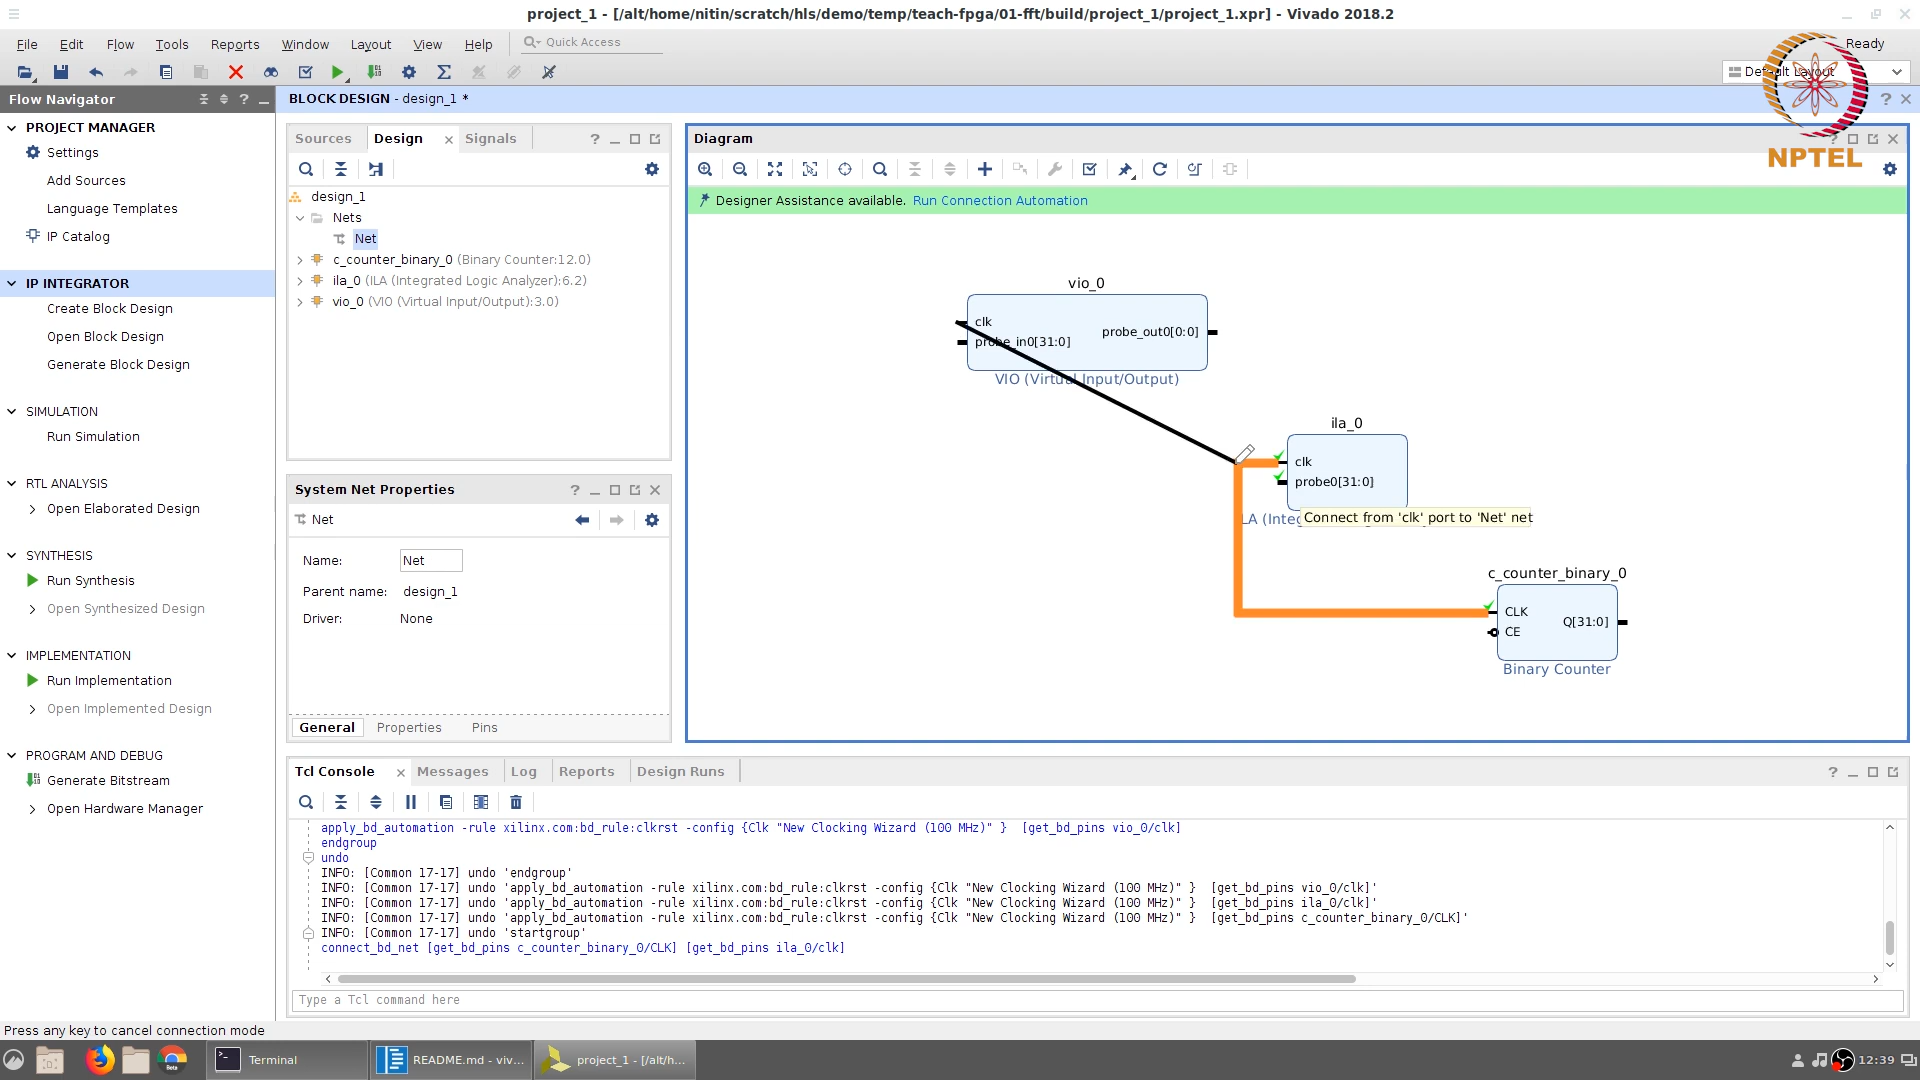 project_1 - [/alt/home/nitin/scratch/hls/demo/temp/teach-fpga/01-fft/build/project_1/project_1.xpr] - Vivado 2018.2
File Edit Flow Tools Reports Window Layout View Help Quick Access Ready
Default Layout
NPTEL
Flow Navigator
PROJECT MANAGER
Settings
Add Sources
Language Templates
IP Catalog
IP INTEGRATOR
Create Block Design
Open Block Design
Generate Block Design
SIMULATION
Run Simulation
RTL ANALYSIS
Open Elaborated Design
SYNTHESIS
Run Synthesis
Open Synthesized Design
IMPLEMENTATION
Run Implementation
Open Implemented Design
PROGRAM AND DEBUG
Generate Bitstream
Open Hardware Manager
BLOCK DESIGN - design_1 *
Sources Design Signals
design_1
Nets
Net
c_counter_binary_0 (Binary Counter:12.0)
ila_0 (ILA (Integrated Logic Analyzer):6.2)
vio_0 (VIO (Virtual Input/Output):3.0)
System Net Properties
Net
Name: Net
Parent name: design_1
Driver: None
General Properties Pins
Diagram
Designer Assistance available. Run Connection Automation
vio_0
clk
probe_in0[31:0]
probe_out0[0:0]
VIO (Virtual Input/Output)
ila_0
clk
probe0[31:0]
LA (Inte
Connect from 'clk' port to 'Net' net
c_counter_binary_0
CLK
CE
Q[31:0]
Binary Counter
Tcl Console Messages Log Reports Design Runs
apply_bd_automation -rule xilinx.com:bd_rule:clkrst -config {Clk "New Clocking Wizard (100 MHz)" } [get_bd_pins vio_0/clk]
endgroup
undo
INFO: [Common 17-17] undo 'endgroup'
INFO: [Common 17-17] undo 'apply_bd_automation -rule xilinx.com:bd_rule:clkrst -config {Clk "New Clocking Wizard (100 MHz)" } [get_bd_pins vio_0/clk]'
INFO: [Common 17-17] undo 'apply_bd_automation -rule xilinx.com:bd_rule:clkrst -config {Clk "New Clocking Wizard (100 MHz)" } [get_bd_pins ila_0/clk]'
INFO: [Common 17-17] undo 'apply_bd_automation -rule xilinx.com:bd_rule:clkrst -config {Clk "New Clocking Wizard (100 MHz)" } [get_bd_pins c_counter_binary_0/CLK]'
INFO: [Common 17-17] undo 'startgroup'
connect_bd_net [get_bd_pins c_counter_binary_0/CLK] [get_bd_pins ila_0/clk]
Type a Tcl command here
Press any key to cancel connection mode
Terminal
README.md - viv...
project_1 - [/alt/h...
12:39